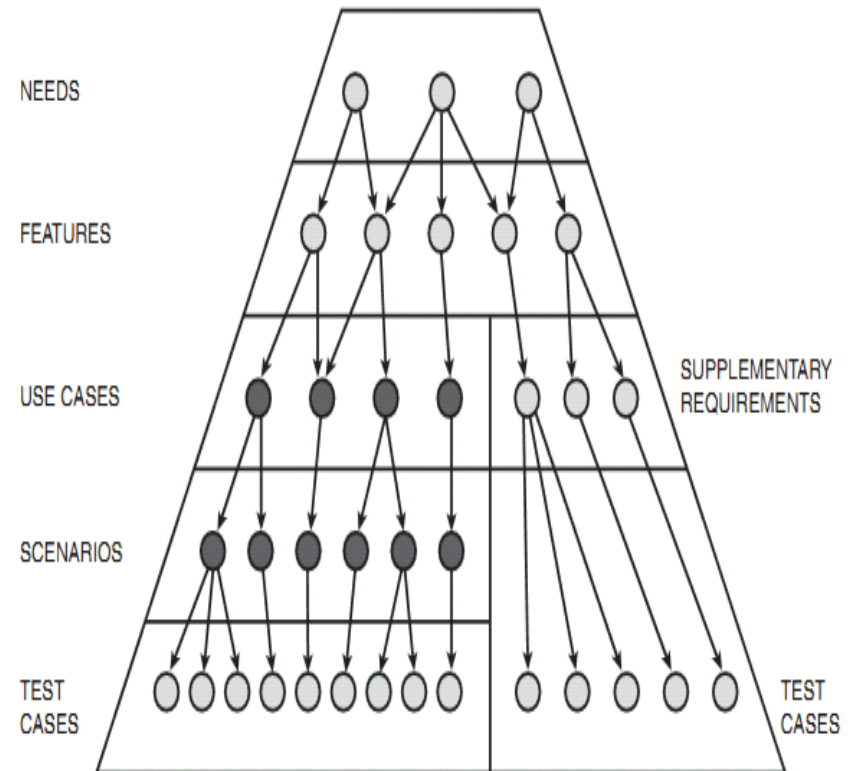 NEEDS
FEATURES
USE CASES
SUPPLEMENTARY
REQUIREMENTS
SCENARIOS
TEST
CASES
TEST
CASES